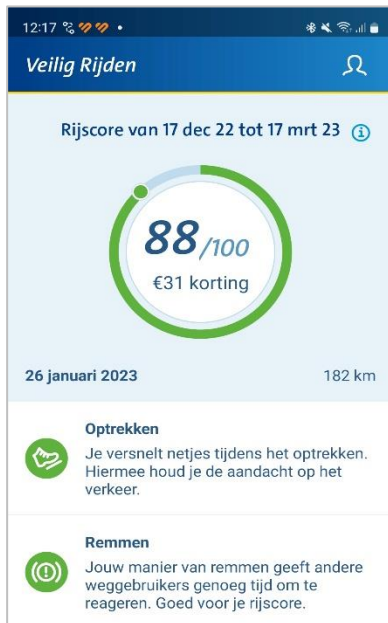 12:17
Veilig Rijden
Rijscore van 17 dec 22 tot 17 mrt 23
88/100
€31 korting
26 januari 2023 182 km
Optrekken
Je versnelt netjes tijdens het optrekken.
Hiermee houd je de aandacht op het
verkeer.
Remmen
Jouw manier van remmen geeft andere
weggebruikers genoeg tijd om te
reageren. Goed voor je rijscore.